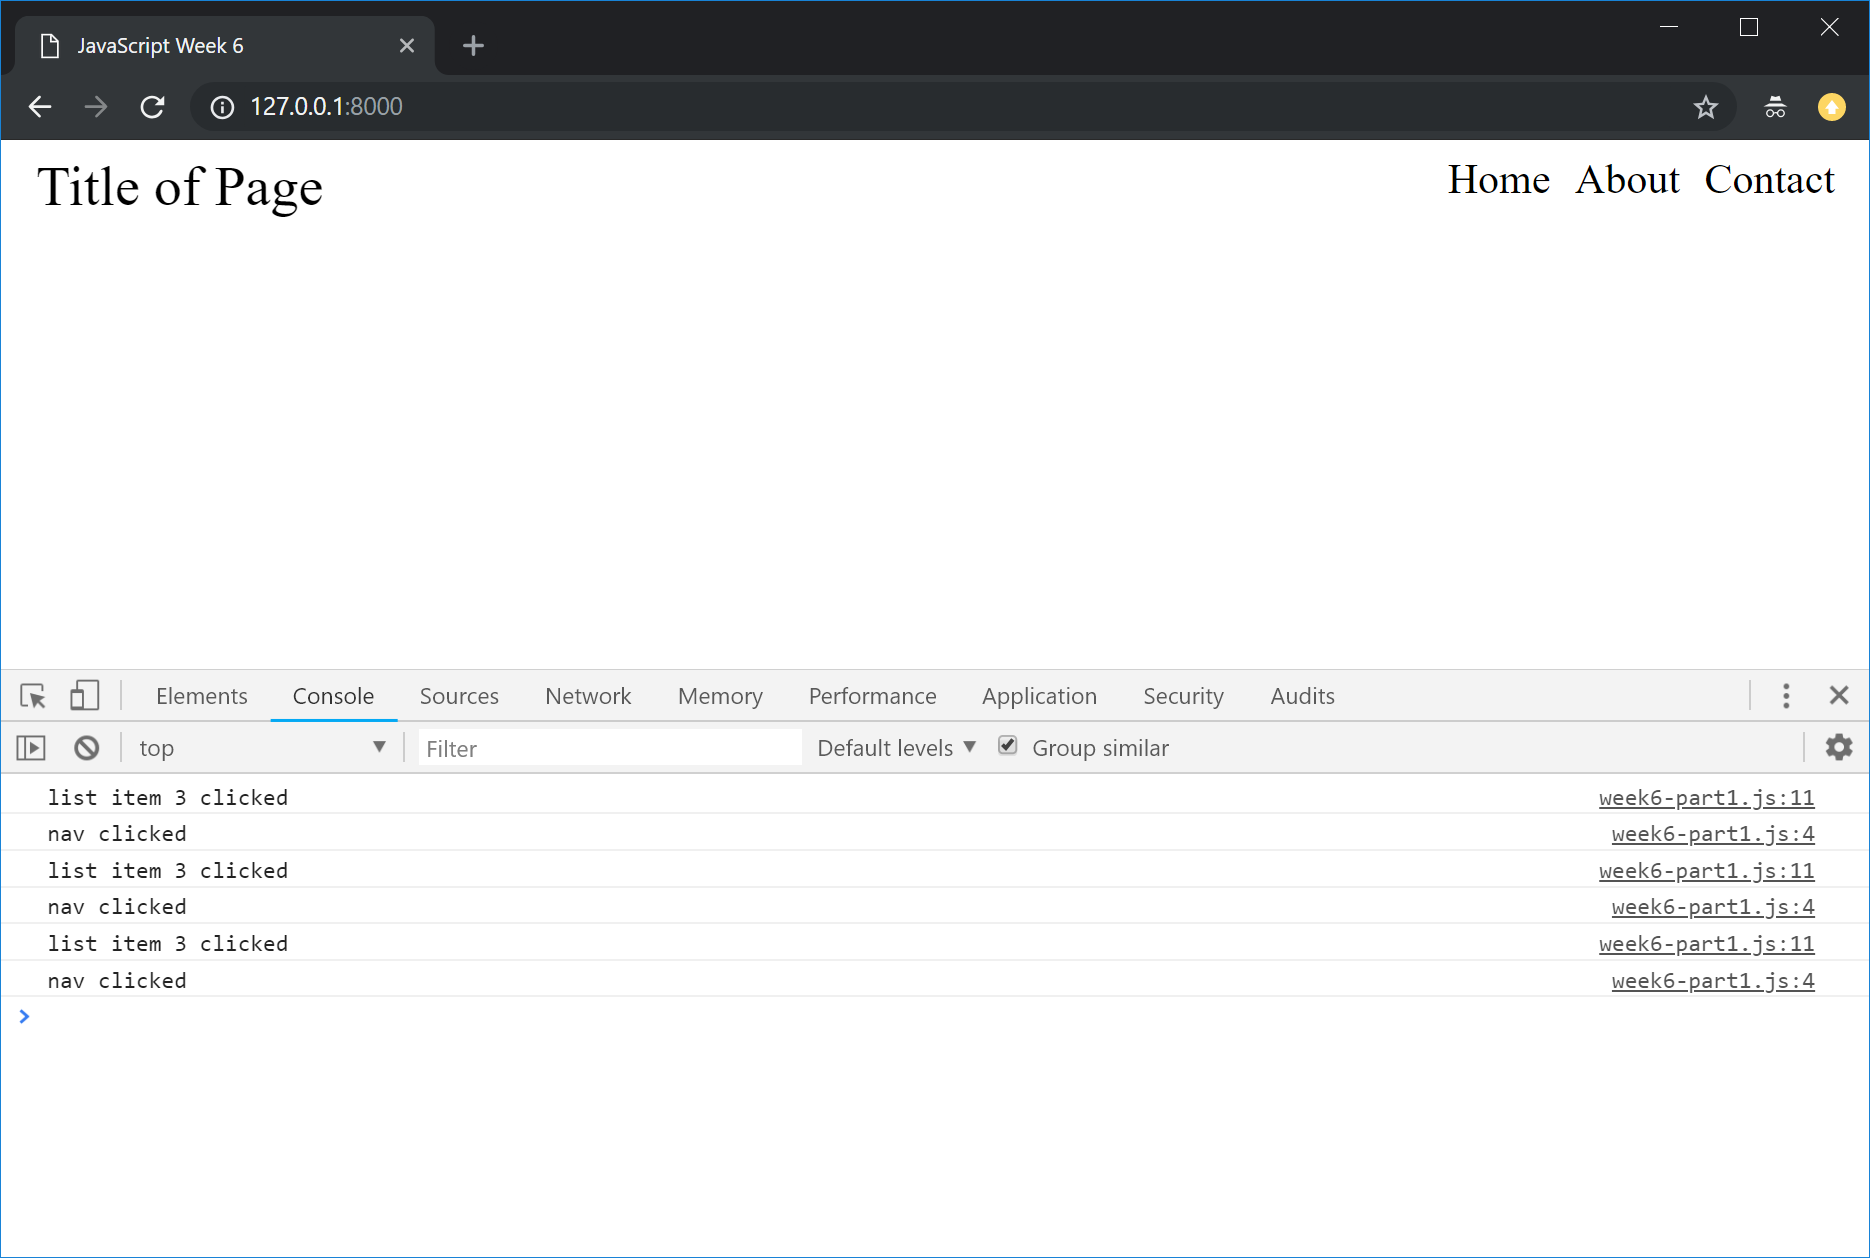 JavaScript Week 6
127.0.0.1:8000
Title of Page Home About Contact
Elements Console Sources Network Memory Performance Application Security Audits
top Filter Default levels Group similar
list item 3 clicked week6-part1.js:11
nav clicked week6-part1.js:4
list item 3 clicked week6-part1.js:11
nav clicked week6-part1.js:4
list item 3 clicked week6-part1.js:11
nav clicked week6-part1.js:4